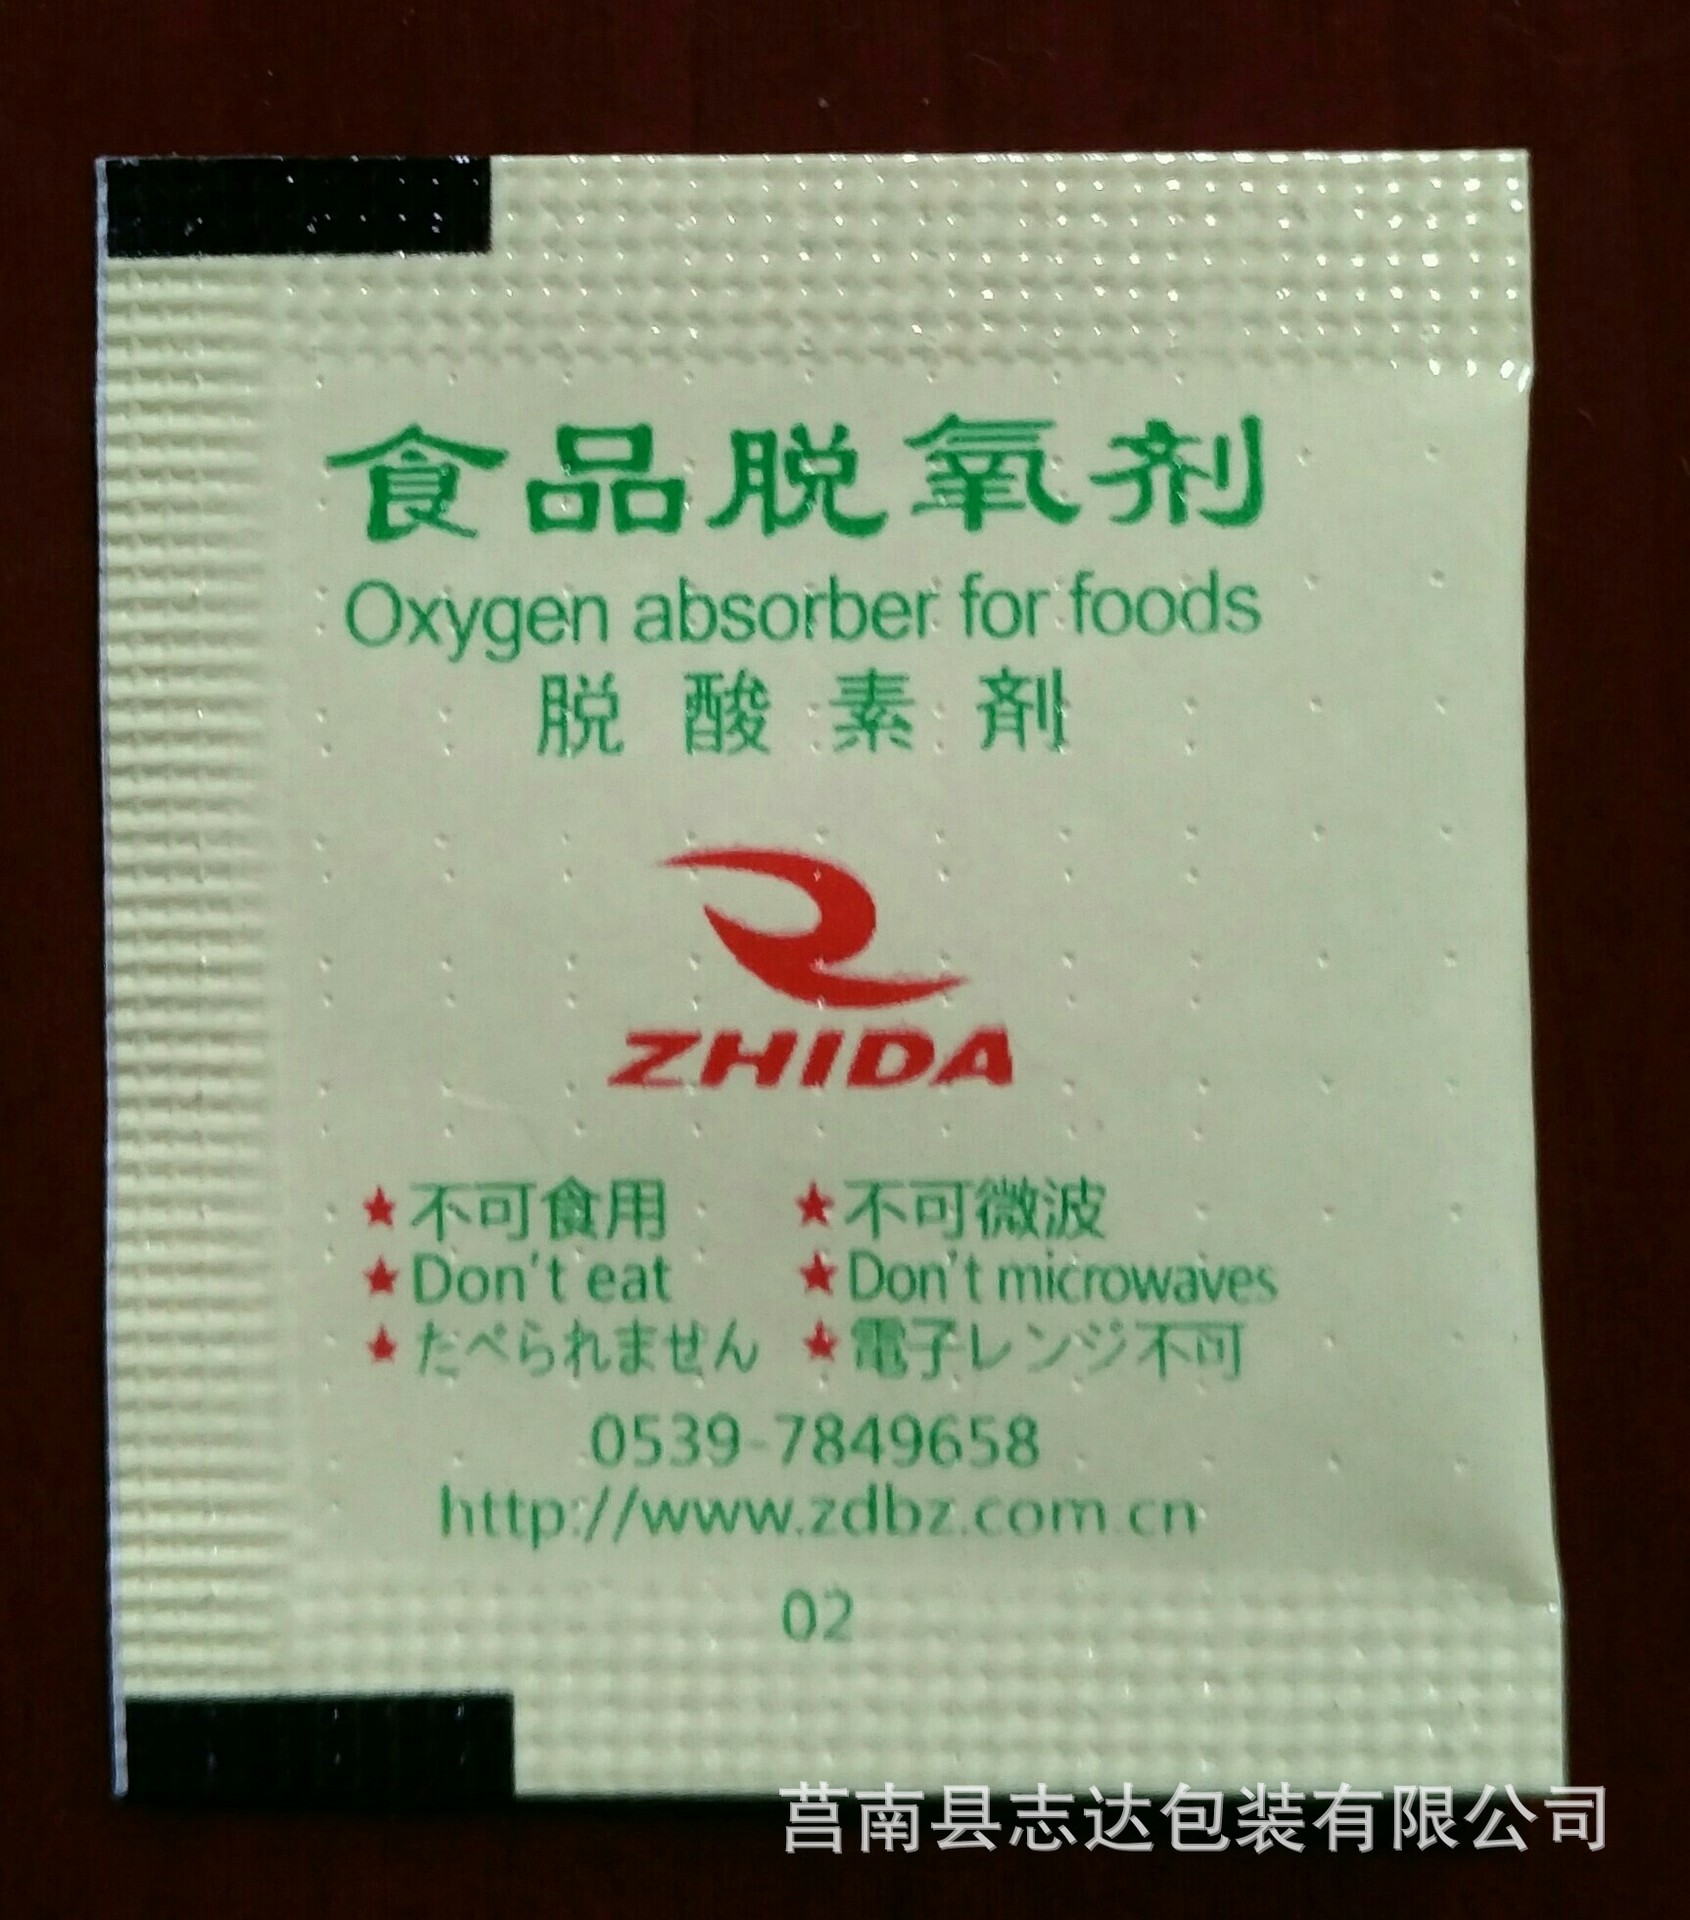 食品脱氧剂
Oxygen absorber for foods
脱酸素剤
ZHIDA
★不可食用 ★不可微波
★Don't eat ★Don't microwaves
★たべられません ★電子レンジ不可
0539-7849658
http://www.zdbz.com.cn
02
莒南县志达包装有限公司